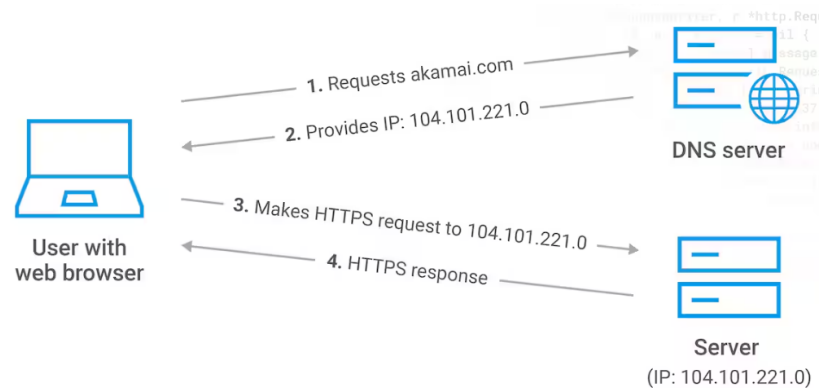 1. Requests akamai.com
2. Provides IP: 104.101.221.0
DNS server
3. Makes HTTPS request to 104.101.221.0
4. HTTPS response
User with
web browser
Server
(IP: 104.101.221.0)